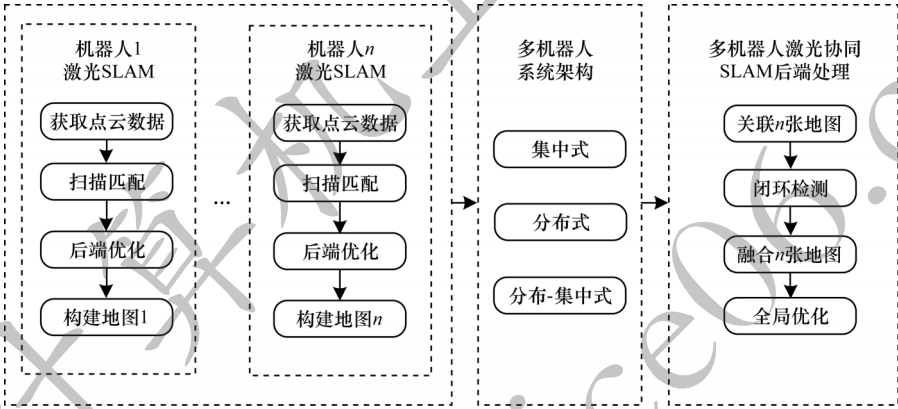 机器人1
激光SLAM
获取点云数据
扫描匹配
后端优化
构建地图1
...
机器人n
激光SLAM
获取点云数据
扫描匹配
后端优化
构建地图n
多机器人
系统架构
集中式
分布式
分布-集中式
多机器人激光协同
SLAM后端处理
关联n张地图
闭环检测
融合n张地图
全局优化